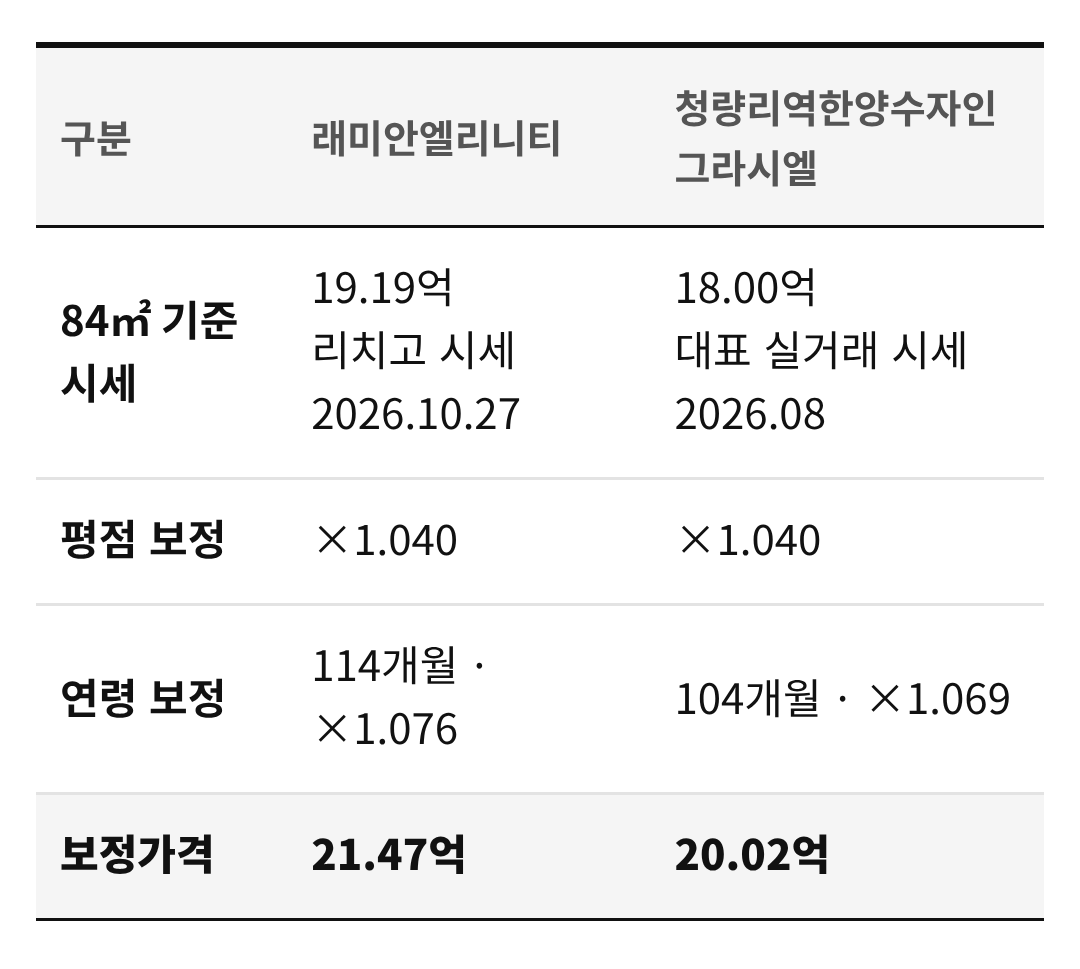 구분
래미안엘리니티
청량리역한양수자인
그라시엘
84㎡ 기준
시세
19.19억
리치고 시세
2026.10.27
18.00억
대표 실거래 시세
2026.08
평점 보정
×1.040
×1.040
연령 보정
114개월 ·
×1.076
104개월 · ×1.069
보정가격
21.47억
20.02억